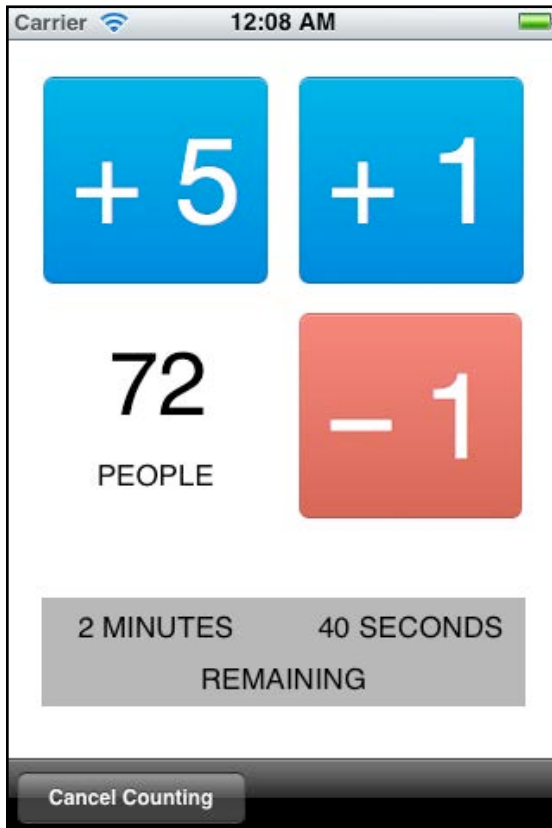 Carrier 12:08 AM
+ 5 + 1
72
PEOPLE
– 1
2 MINUTES 40 SECONDS
REMAINING
Cancel Counting